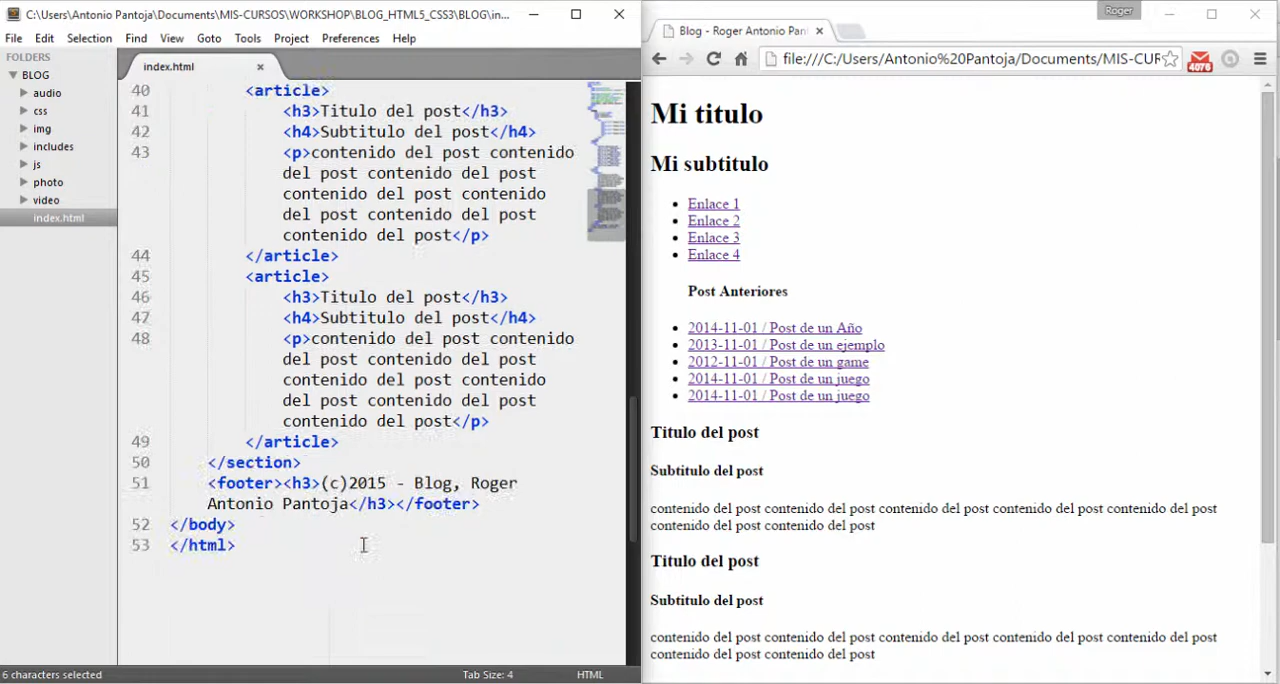 C:\Users\Antonio Pantoja\Documents\MIS-CURSOS\WORKSHOP\BLOG_HTML5_CSS3\BLOG\in...
File Edit Selection Find View Goto Tools Project Preferences Help
FOLDERS
BLOG
audio
css
img
includes
js
photo
video
index.html
index.html
40 <article>
41 <h3>Titulo del post</h3>
42 <h4>Subtitulo del post</h4>
43 <p>contenido del post contenido
del post contenido del post
contenido del post contenido
del post contenido del post
contenido del post</p>
44 </article>
45 <article>
46 <h3>Titulo del post</h3>
47 <h4>Subtitulo del post</h4>
48 <p>contenido del post contenido
del post contenido del post
contenido del post contenido
del post contenido del post
contenido del post</p>
49 </article>
50 </section>
51 <footer><h3>(c)2015 - Blog, Roger
Antonio Pantoja</h3></footer>
52 </body>
53 </html>
6 characters selected
Tab Size: 4
HTML
Roger
Blog - Roger Antonio Pan
file:///C:/Users/Antonio%20Pantoja/Documents/MIS-CUR
4076
Mi titulo
Mi subtitulo
Enlace 1
Enlace 2
Enlace 3
Enlace 4
Post Anteriores
2014-11-01 / Post de un Año
2013-11-01 / Post de un ejemplo
2012-11-01 / Post de un game
2014-11-01 / Post de un juego
2014-11-01 / Post de un juego
Titulo del post
Subtitulo del post
contenido del post contenido del post contenido del post contenido del post contenido del post
contenido del post contenido del post
Titulo del post
Subtitulo del post
contenido del post contenido del post contenido del post contenido del post contenido del post
contenido del post contenido del post